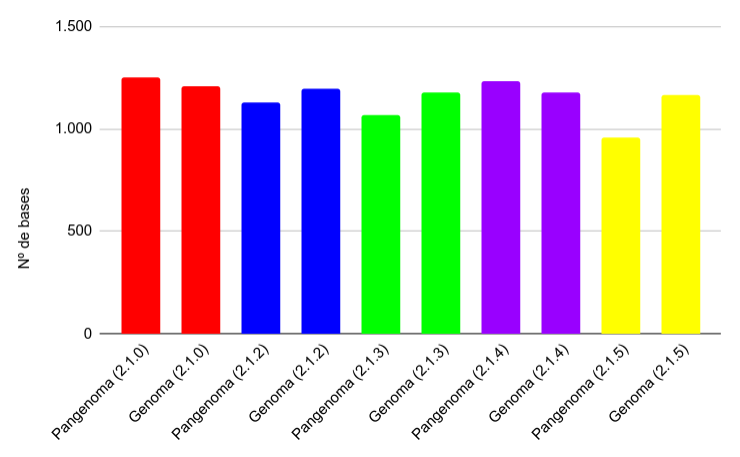 1.500
1.000
500
0
Nº de bases
Pangenoma (2.1.0)
Genoma (2.1.0)
Pangenoma (2.1.2)
Genoma (2.1.2)
Pangenoma (2.1.3)
Genoma (2.1.3)
Pangenoma (2.1.4)
Genoma (2.1.4)
Pangenoma (2.1.5)
Genoma (2.1.5)